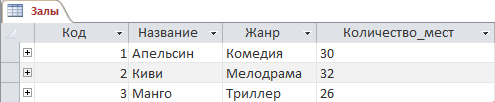 Залы
Код Название Жанр Количество_мест
1 Апельсин Комедия 30
2 Киви Мелодрама 32
3 Манго Триллер 26